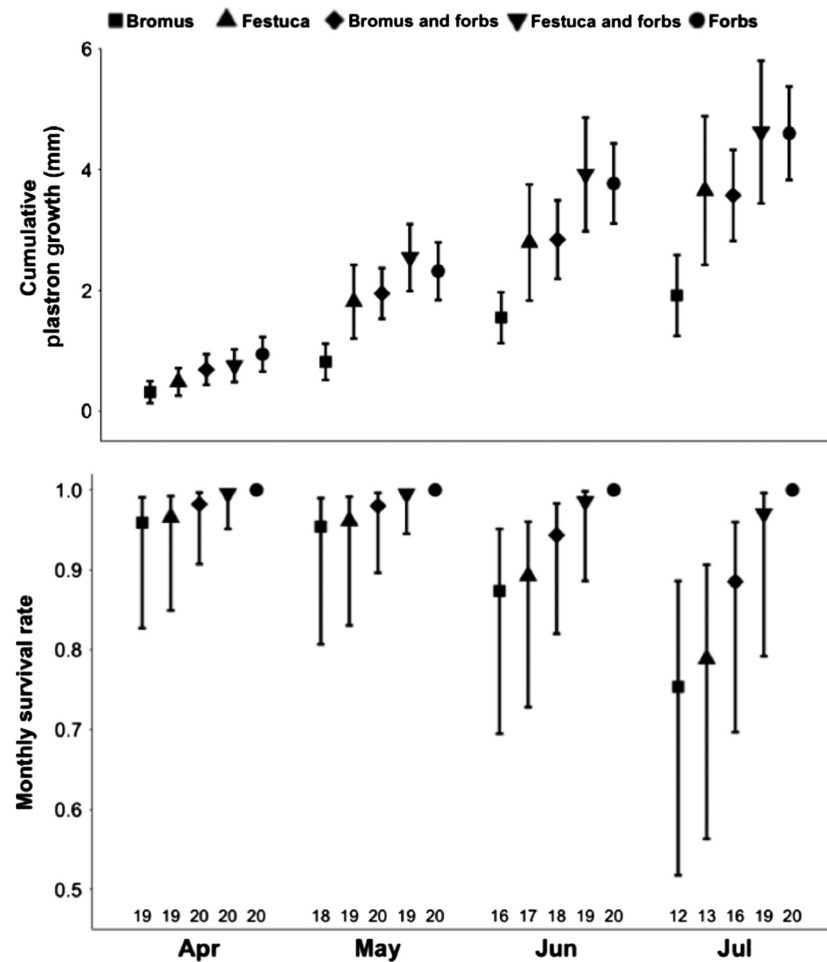 Bromus Festuca Bromus and forbs Festuca and forbs Forbs
6
4
2
0
Cumulative
plastron growth (mm)
1.0
0.9
0.8
0.7
0.6
0.5
Monthly survival rate
19 19 20 20 20 18 19 20 19 20 16 17 18 19 20 12 13 16 19 20
Apr May Jun Jul